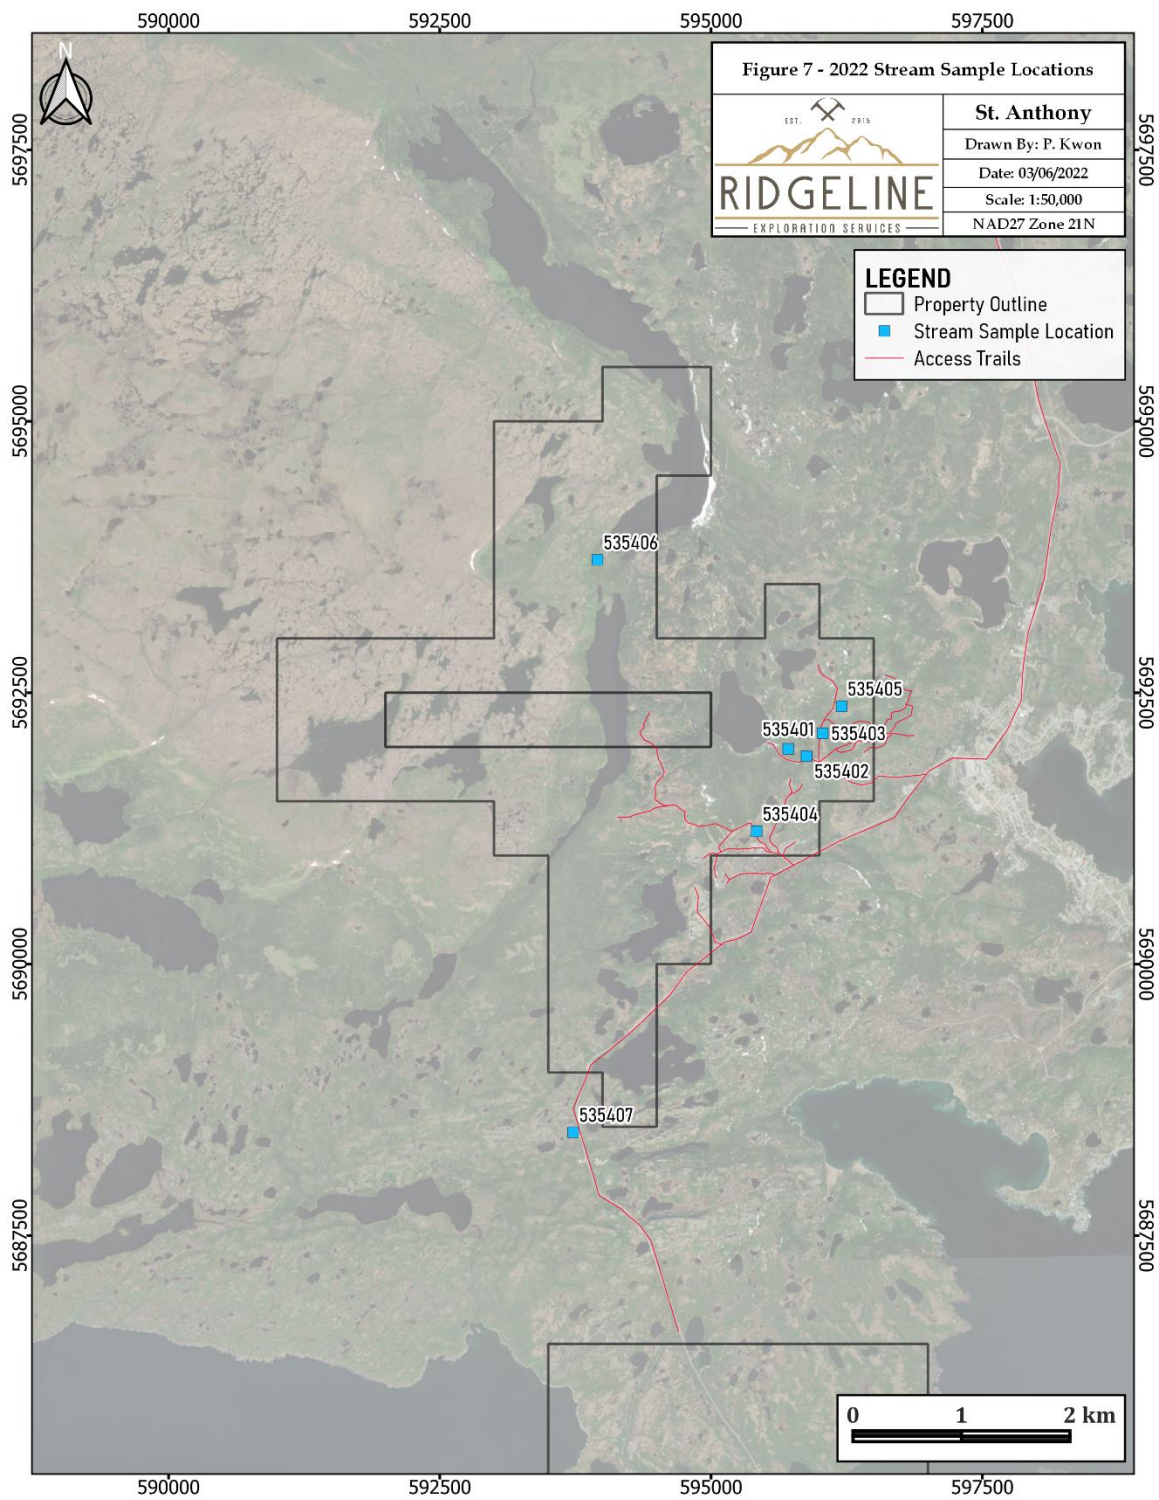 590000
592500
595000
597500
N
Figure 7 - 2022 Stream Sample Locations
EST. 2015
RIDGELINE
EXPLORATION SERVICES
St. Anthony
Drawn By: P. Kwon
Date: 03/06/2022
Scale: 1:50,000
NAD27 Zone 21N
LEGEND
Property Outline
Stream Sample Location
Access Trails
5697500
5697500
5695000
5695000
535406
5692500
5692500
535405
535401
535403
535402
535404
5690000
5690000
535407
5687500
5687500
0 1 2 km
590000
592500
595000
597500